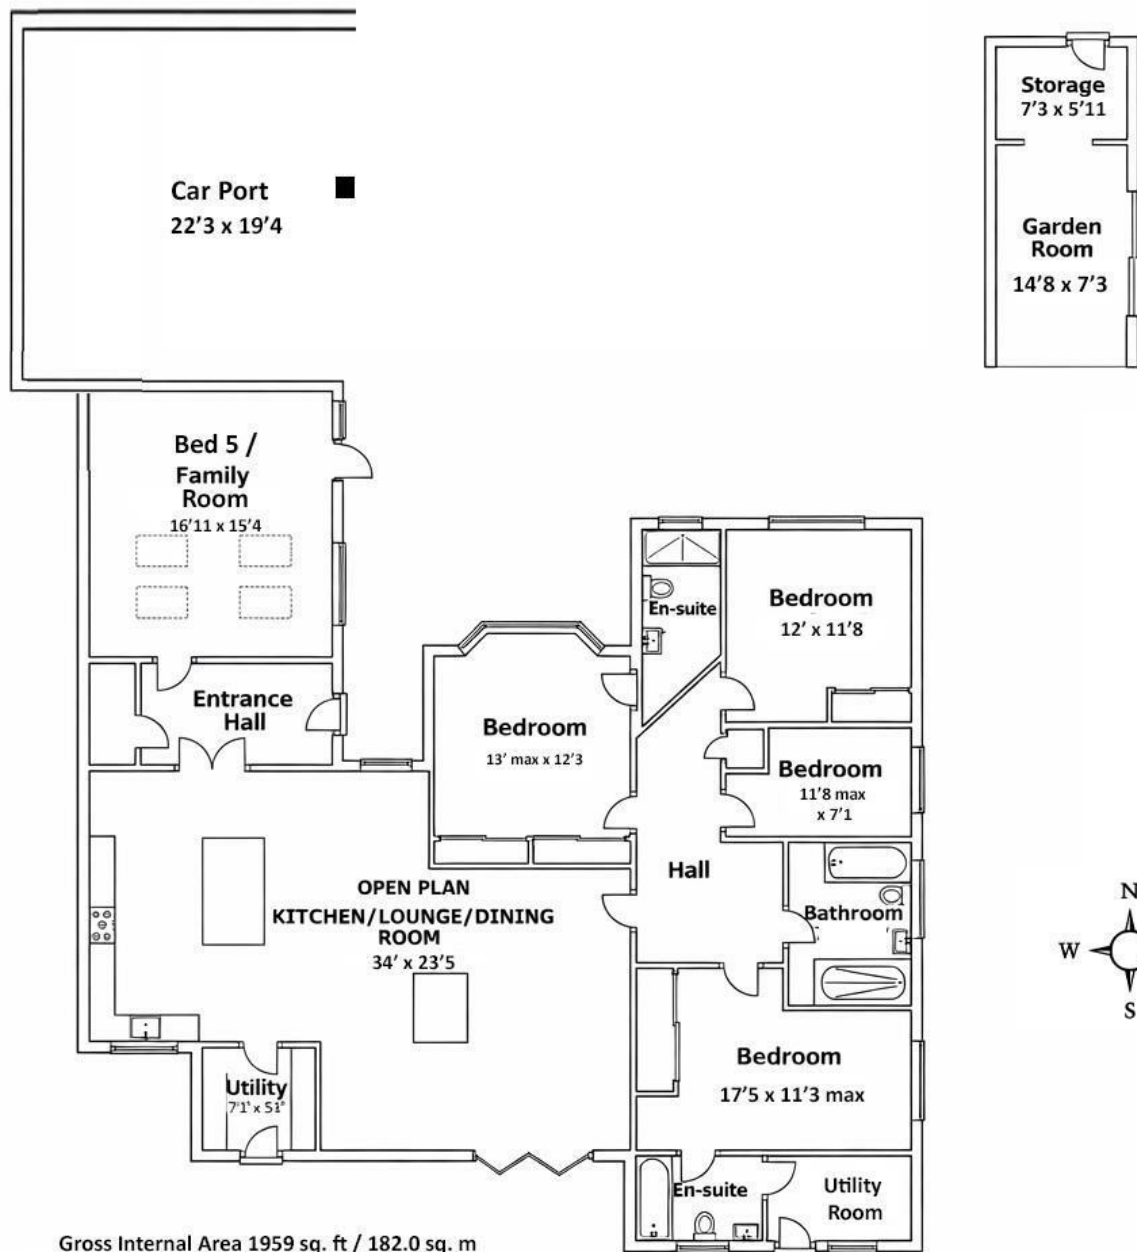 Car Port
22'3 x 19'4
Storage
7'3 x 5'11
Garden
Room
14'8 x 7'3
Bed 5 /
Family
Room
16'11 x 15'4
Entrance
Hall
En-suite
Bedroom
12' x 11'8
Bedroom
13' max x 12'3
Bedroom
11'8 max
x 7'1
Hall
Bathroom
OPEN PLAN
KITCHEN/LOUNGE/DINING
ROOM
34' x 23'5
N
W
S
Utility
7'1" x
Bedroom
17'5 x 11'3 max
En-suite
Utility
Room
Gross Internal Area 1959 sq. ft / 182.0 sq. m